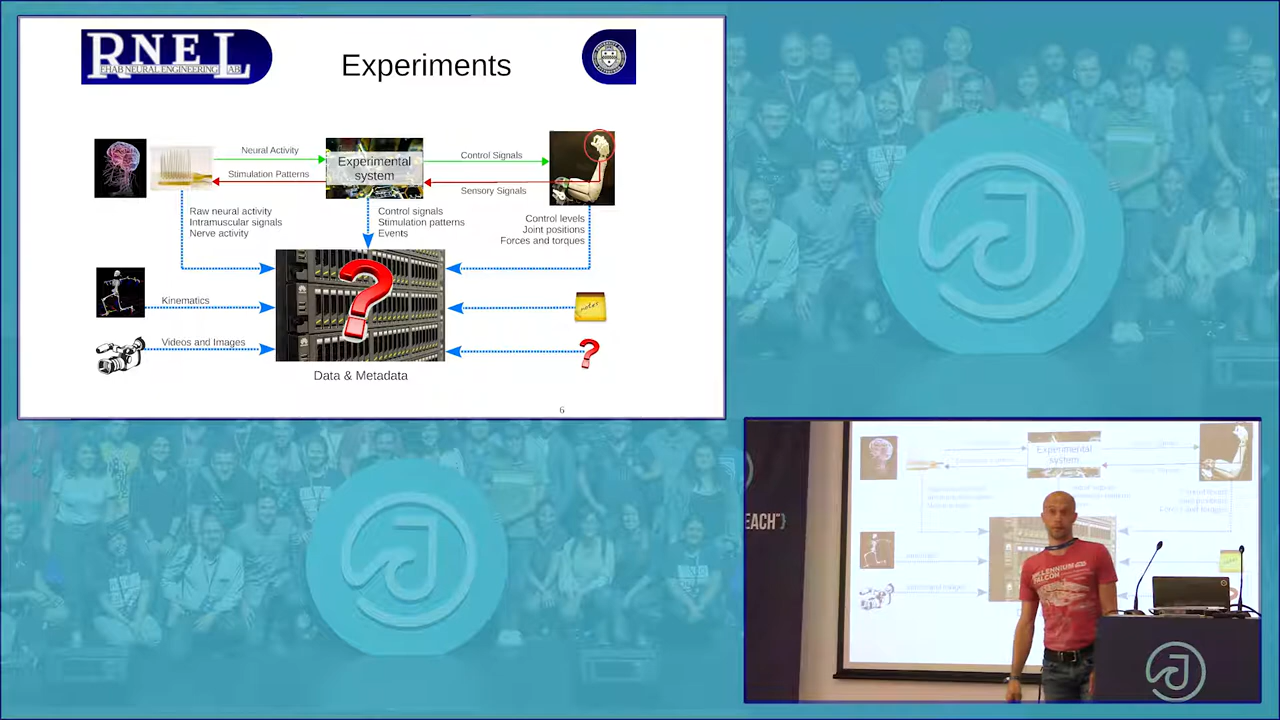 RNEL
REHAB NEURAL ENGINEERING LAB
Experiments
Neural Activity
Stimulation Patterns
Experimental
system
Control Signals
Sensory Signals
Raw neural activity
Intramuscular signals
Nerve activity
Control signals
Stimulation patterns
Events
Control levels
Joint positions
Forces and torques
Kinematics
notes
Videos and Images
?
?
Data & Metadata
6
Experimental
system
EACH"}
MILLENNIUM
FALCON